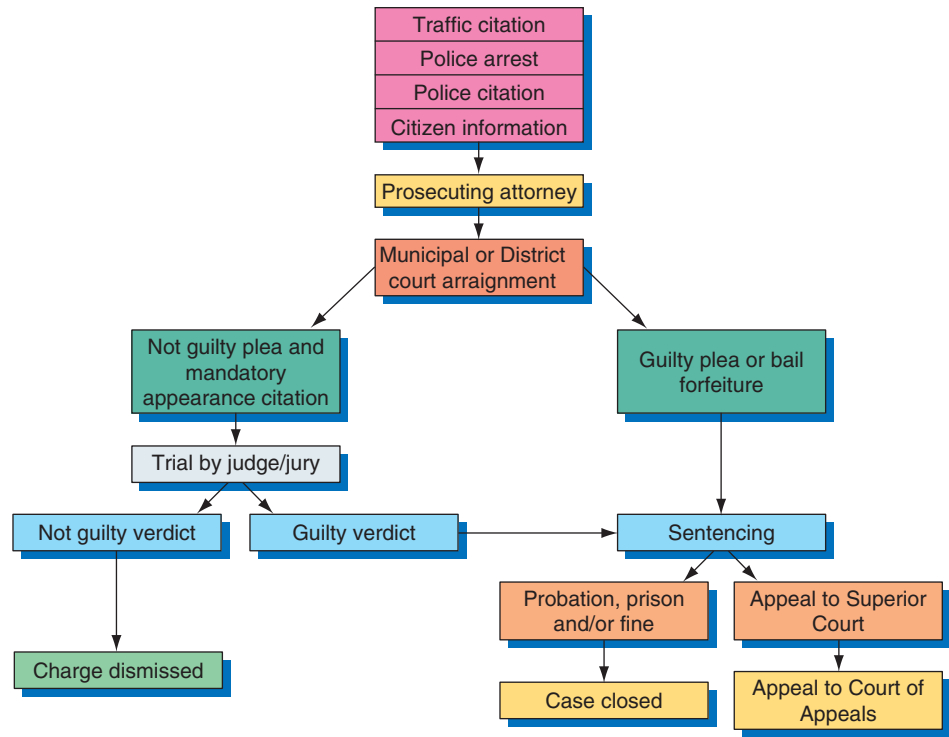 Traffic citation
Police arrest
Police citation
Citizen information
Prosecuting attorney
Municipal or District
court arraignment
Not guilty plea and
mandatory
appearance citation
Guilty plea or bail
forfeiture
Trial by judge/jury
Not guilty verdict
Guilty verdict
Sentencing
Probation, prison
and/or fine
Appeal to Superior
Court
Charge dismissed
Case closed
Appeal to Court of
Appeals